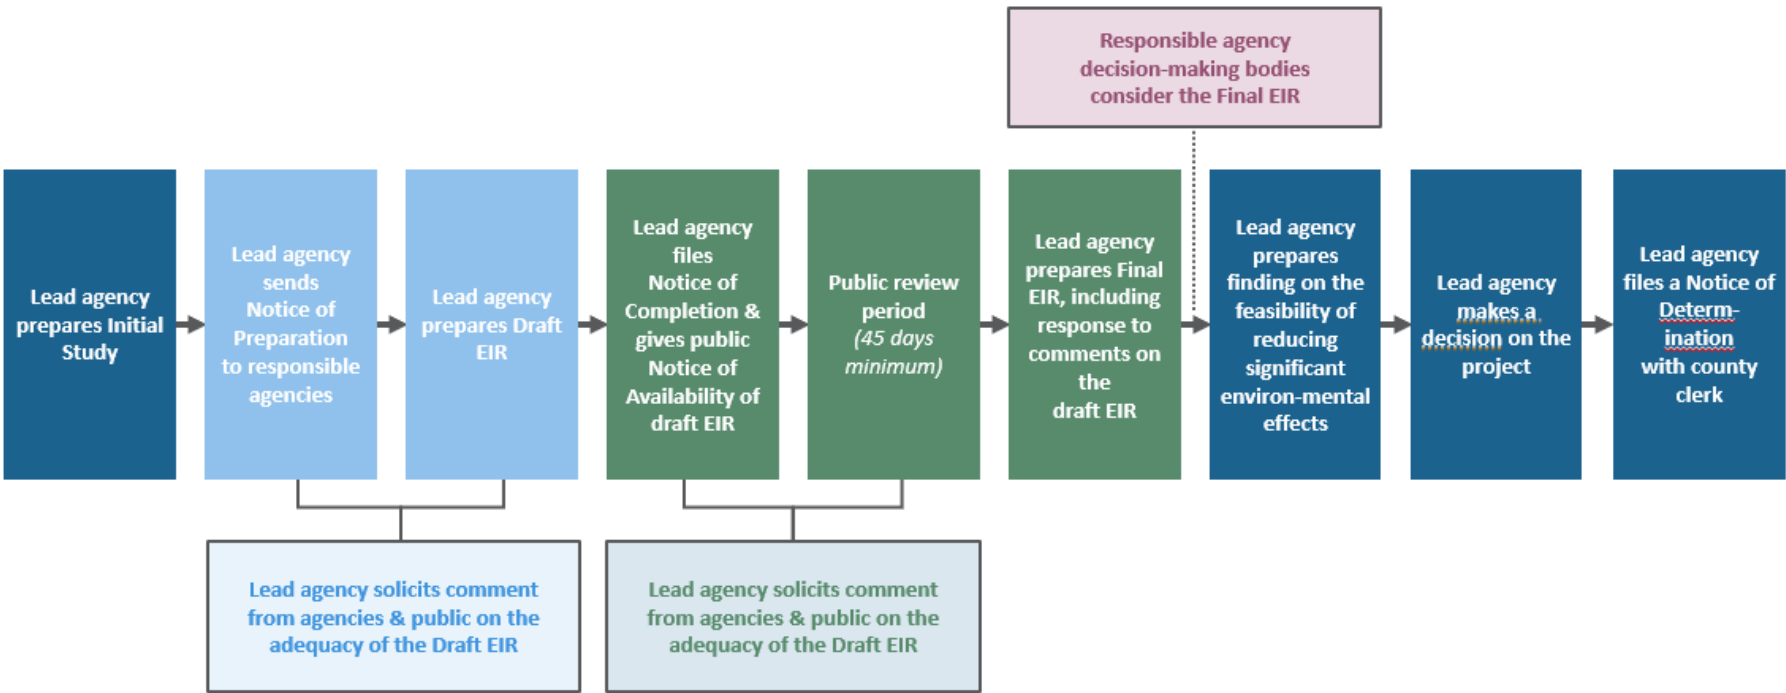 Responsible agency
decision-making bodies
consider the Final EIR
Lead agency
prepares Initial
Study
Lead agency
sends
Notice of
Preparation
to responsible
agencies
Lead agency
prepares Draft
EIR
Lead agency
files
Notice of
Completion &
gives public
Notice of
Availability of
draft EIR
Public review
period
(45 days
minimum)
Lead agency
prepares Final
EIR, including
response to
comments on
the
draft EIR
Lead agency
prepares
finding on the
feasibility of
reducing
significant
environ-mental
effects
Lead agency
makes a
decision on the
project
Lead agency
files a Notice of
Determ-
ination
with county
clerk
Lead agency solicits comment
from agencies & public on the
adequacy of the Draft EIR
Lead agency solicits comment
from agencies & public on the
adequacy of the Draft EIR